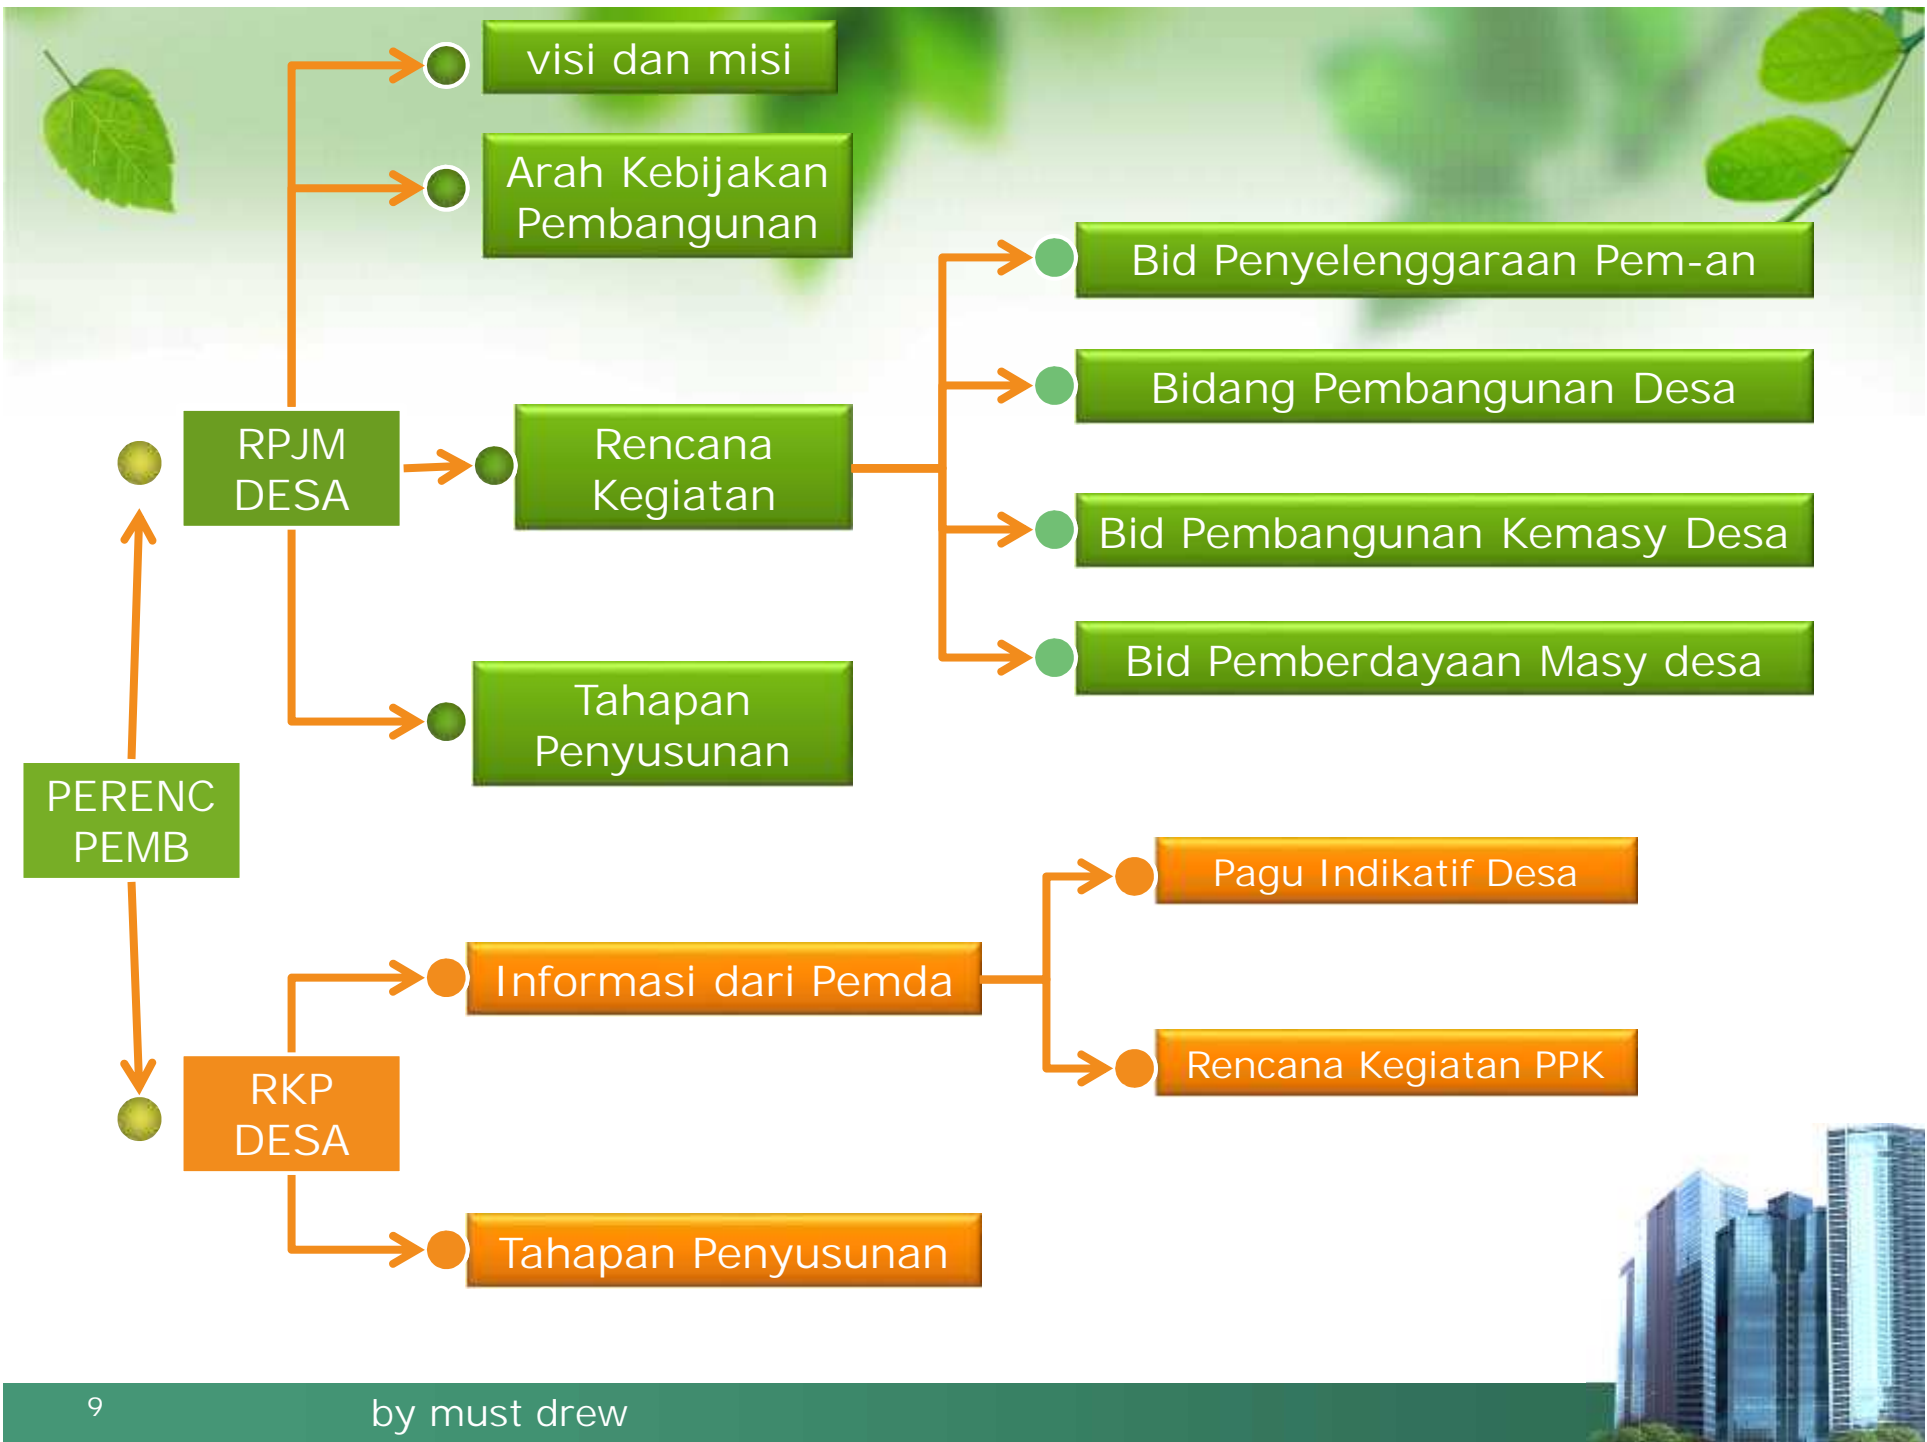 visi dan misi
Arah Kebijakan
Pembangunan
Bid Penyelenggaraan Pem-an
Bidang Pembangunan Desa
RPJM
DESA
Rencana
Kegiatan
Bid Pembangunan Kemasy Desa
Bid Pemberdayaan Masy desa
Tahapan
Penyusunan
PERENC
PEMB
Pagu Indikatif Desa
Informasi dari Pemda
Rencana Kegiatan PPK
RKP
DESA
Tahapan Penyusunan
9
by must drew